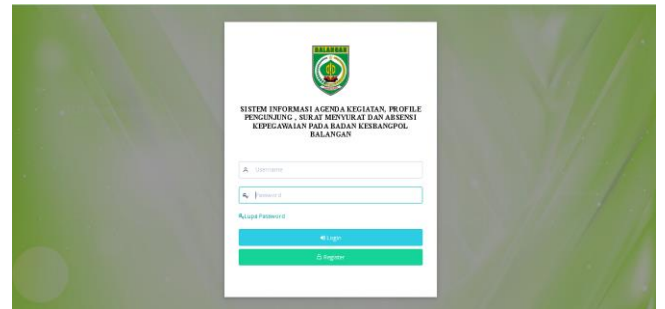 BALANGAN
SISTEM INFORMASI AGENDA KEGIATAN, PROFILE
PENGUNJUNG , SURAT MENYURAT DAN ABSENSI
KEPEGAWAIAN PADA BADAN KESBANGPOL
BALANGAN
Username
Password
Lupa Password
Login
Register